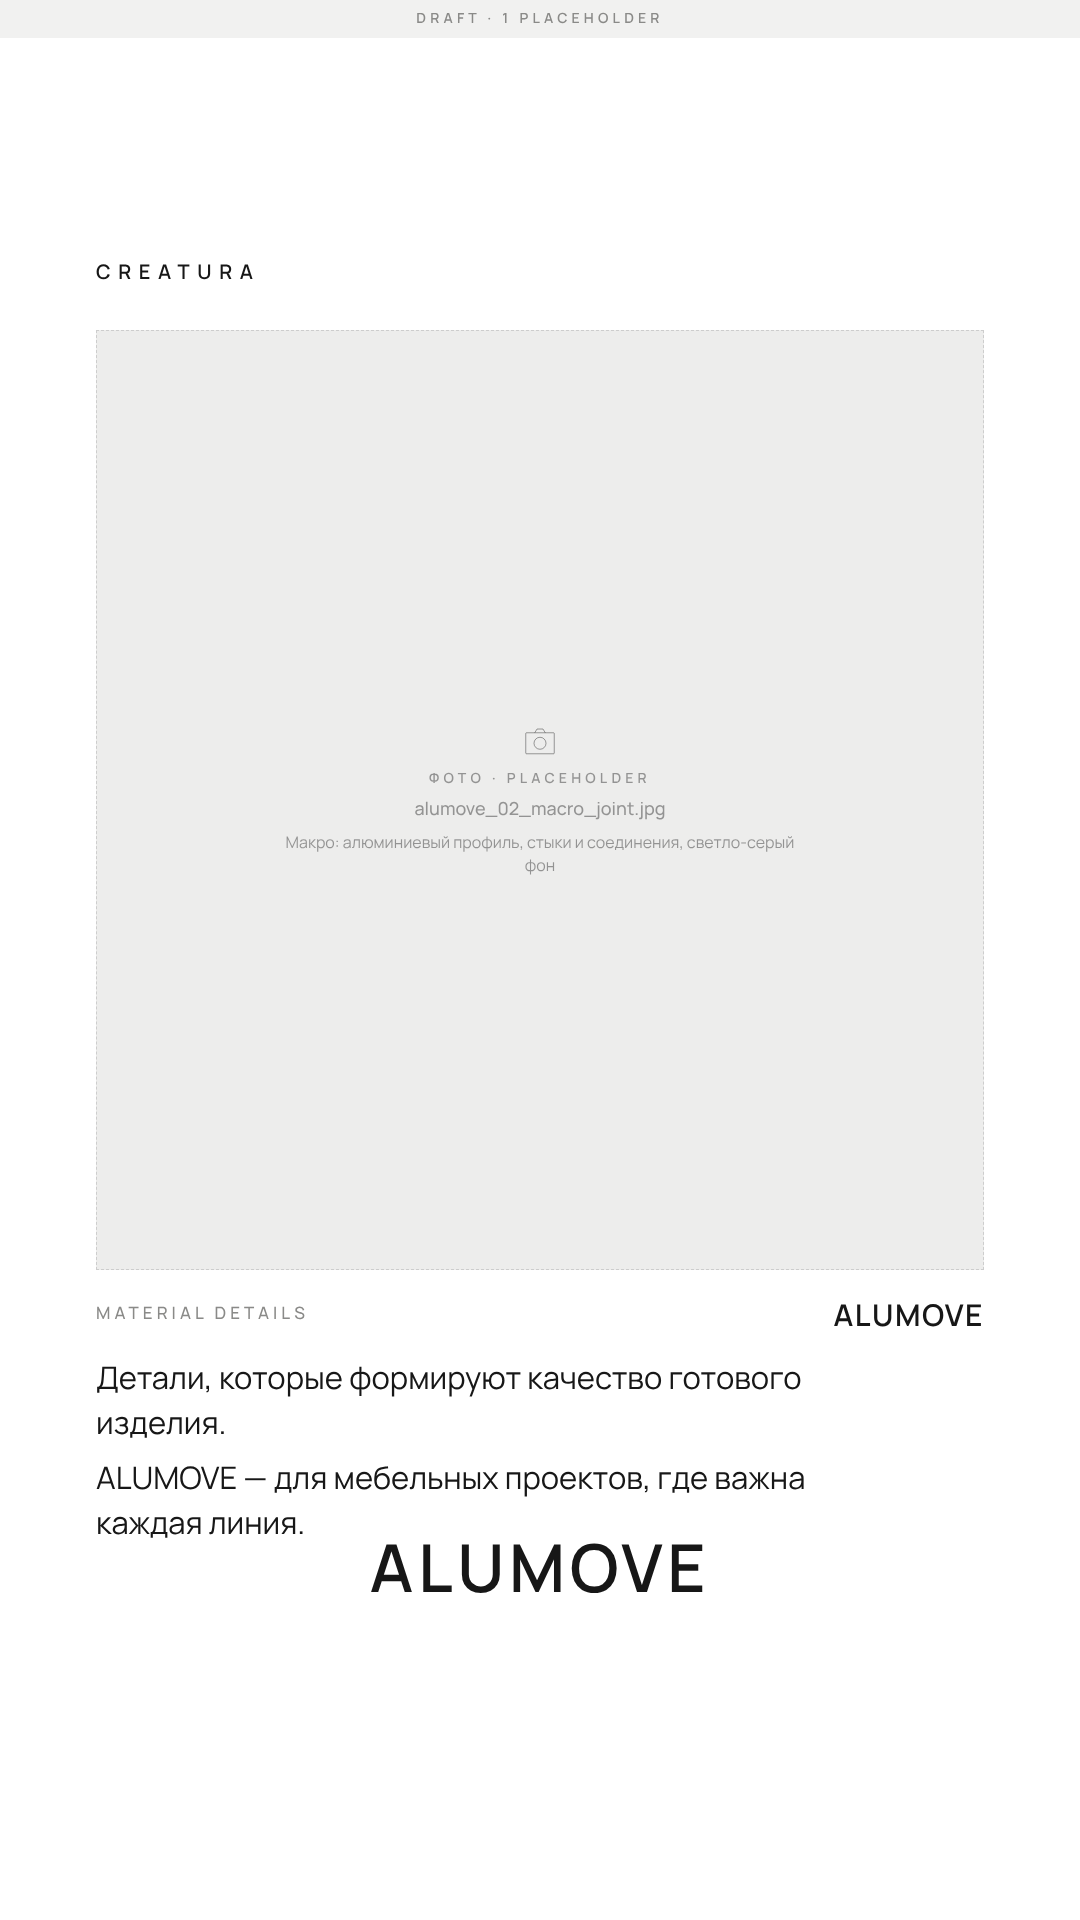 DRAFT · 1 PLACEHOLDER
CREATURA
ФОТО · PLACEHOLDER
alumove_02_macro_joint.jpg
Макро: алюминиевый профиль, стыки и соединения, светло-серый
фон
MATERIAL DETAILS
ALUMOVE
Детали, которые формируют качество готового
изделия.
ALUMOVE — для мебельных проектов, где важна
каждая линия.
ALUMOVE